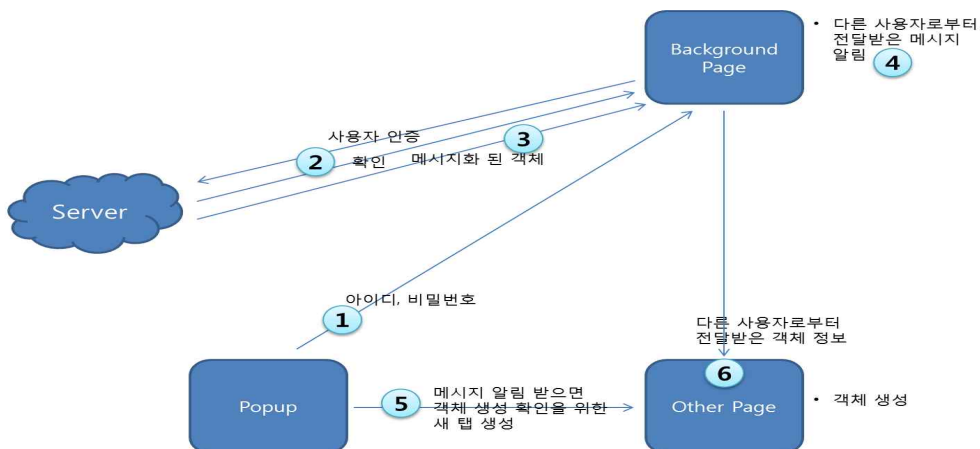 Background
Page
• 다른 사용자로부터
전달받은 메시지
알림 4
사용자 인증
2 확인
3
메시지화 된 객체
Server
아이디, 비밀번호
1
다른 사용자로부터
전달받은 객체 정보
6
Popup
5
메시지 알림 받으면
객체 생성 확인을 위한
새 탭 생성
Other Page
• 객체 생성